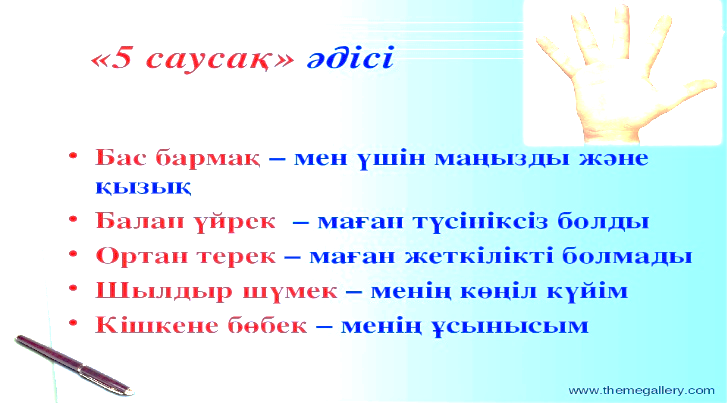 «5 саусақ» әдісі
• Бас бармақ – мен үшін маңызды және
қызық
• Балан үйрек – маған түсініксіз болды
• Ортан терек – маған жеткілікті болмады
• Шылдыр шүмек – менің көңіл күйім
• Кішкене бөбек – менің ұсынысым
www.themegallery.com